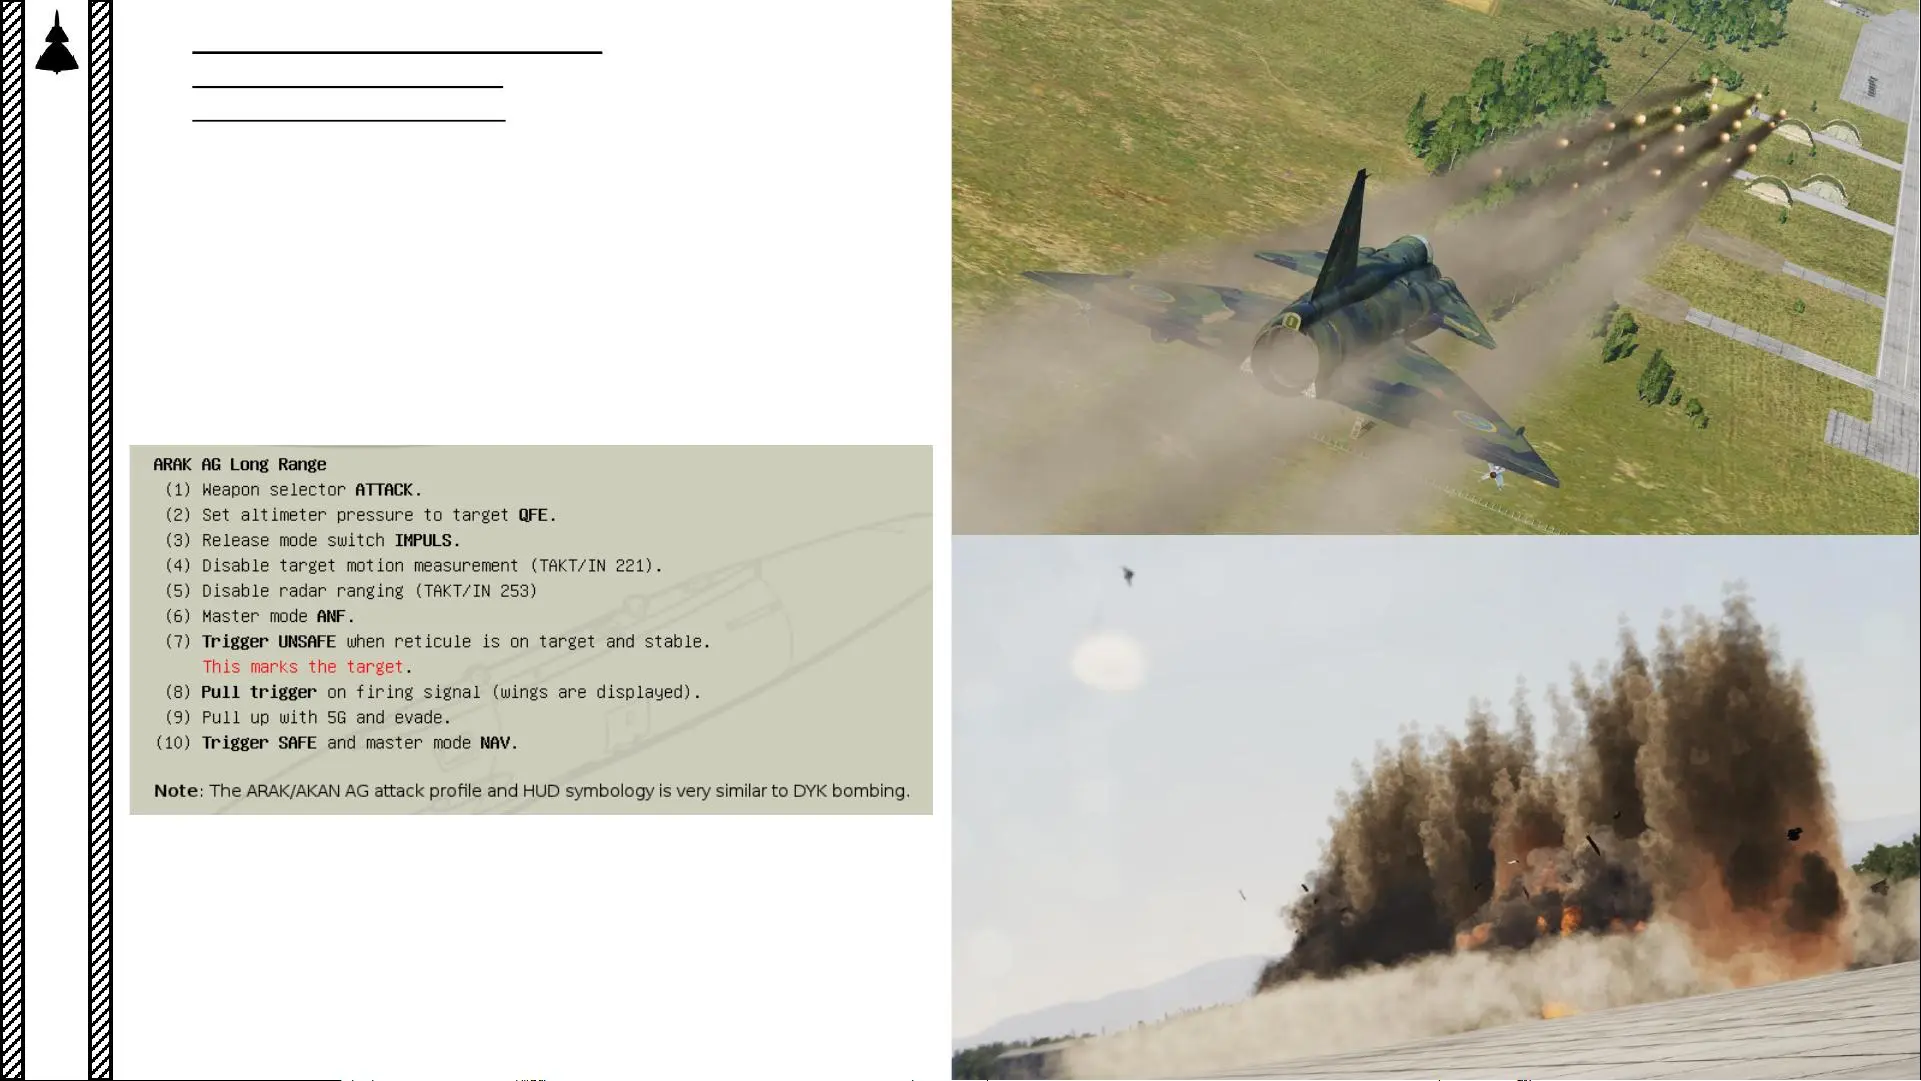 ARAK AG Long Range
(1) Weapon selector ATTACK.
(2) Set altimeter pressure to target QFE.
(3) Release mode switch IMPULS.
(4) Disable target motion measurement (TAKT/IN 221).
(5) Disable radar ranging (TAKT/IN 253)
(6) Master mode ANF.
(7) Trigger UNSAFE when reticule is on target and stable.
This marks the target.
(8) Pull trigger on firing signal (wings are displayed).
(9) Pull up with 5G and evade.
(10) Trigger SAFE and master mode NAV.
Note: The ARAK/AKAN AG attack profile and HUD symbology is very similar to DYK bombing.